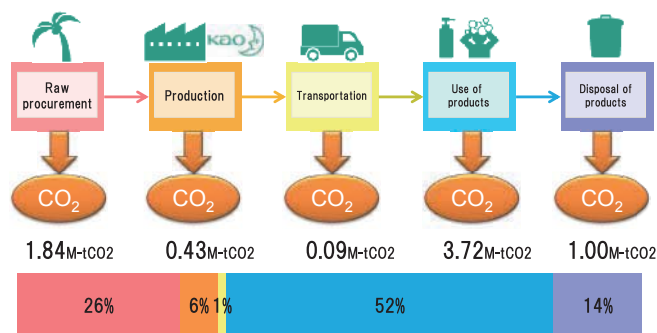 Kao
Raw
procurement
Production
Transportation
Use of
products
Disposal of
products
CO2
CO2
CO2
CO2
CO2
1.84M-tCO2
0.43M-tCO2
0.09M-tCO2
3.72M-tCO2
1.00M-tCO2
26%
6%
1%
52%
14%